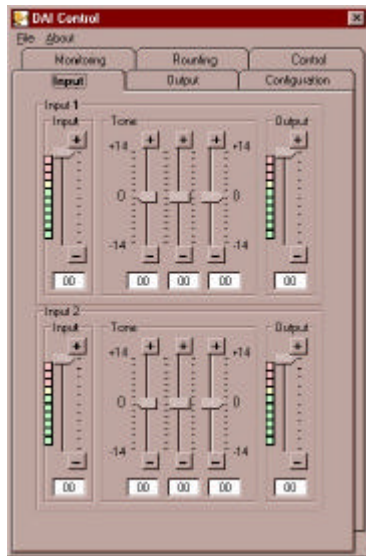 DAI Control
File About
Monitoring Rounting Control
Input Output Configuration
Input 1
Input Tone Output
+ + + + +
+14 +14
0 0
-14 -14
- - - - -
00 00 00 00 00
Input 2
Input Tone Output
+ + + + +
+14 +14
0 0
-14 -14
- - - - -
00 00 00 00 00